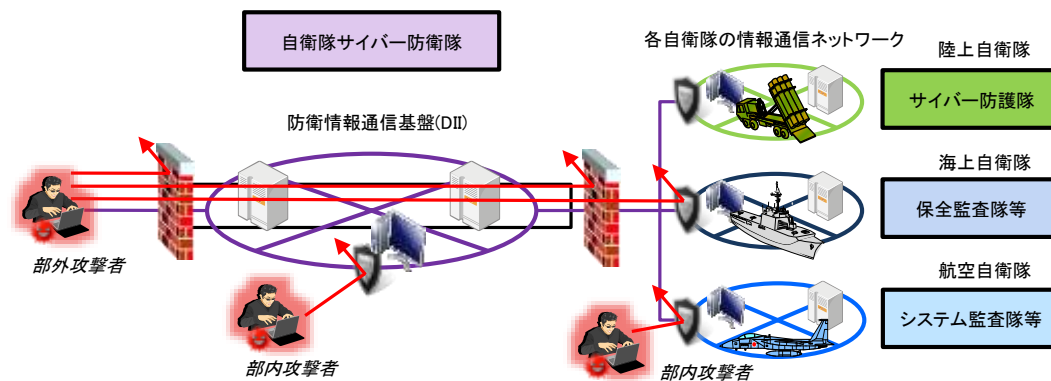 自衛隊サイバー防衛隊
各自衛隊の情報通信ネットワーク
陸上自衛隊
サイバー防護隊
防衛情報通信基盤(DII)
海上自衛隊
保全監査隊等
部外攻撃者
航空自衛隊
システム監査隊等
部内攻撃者
部内攻撃者